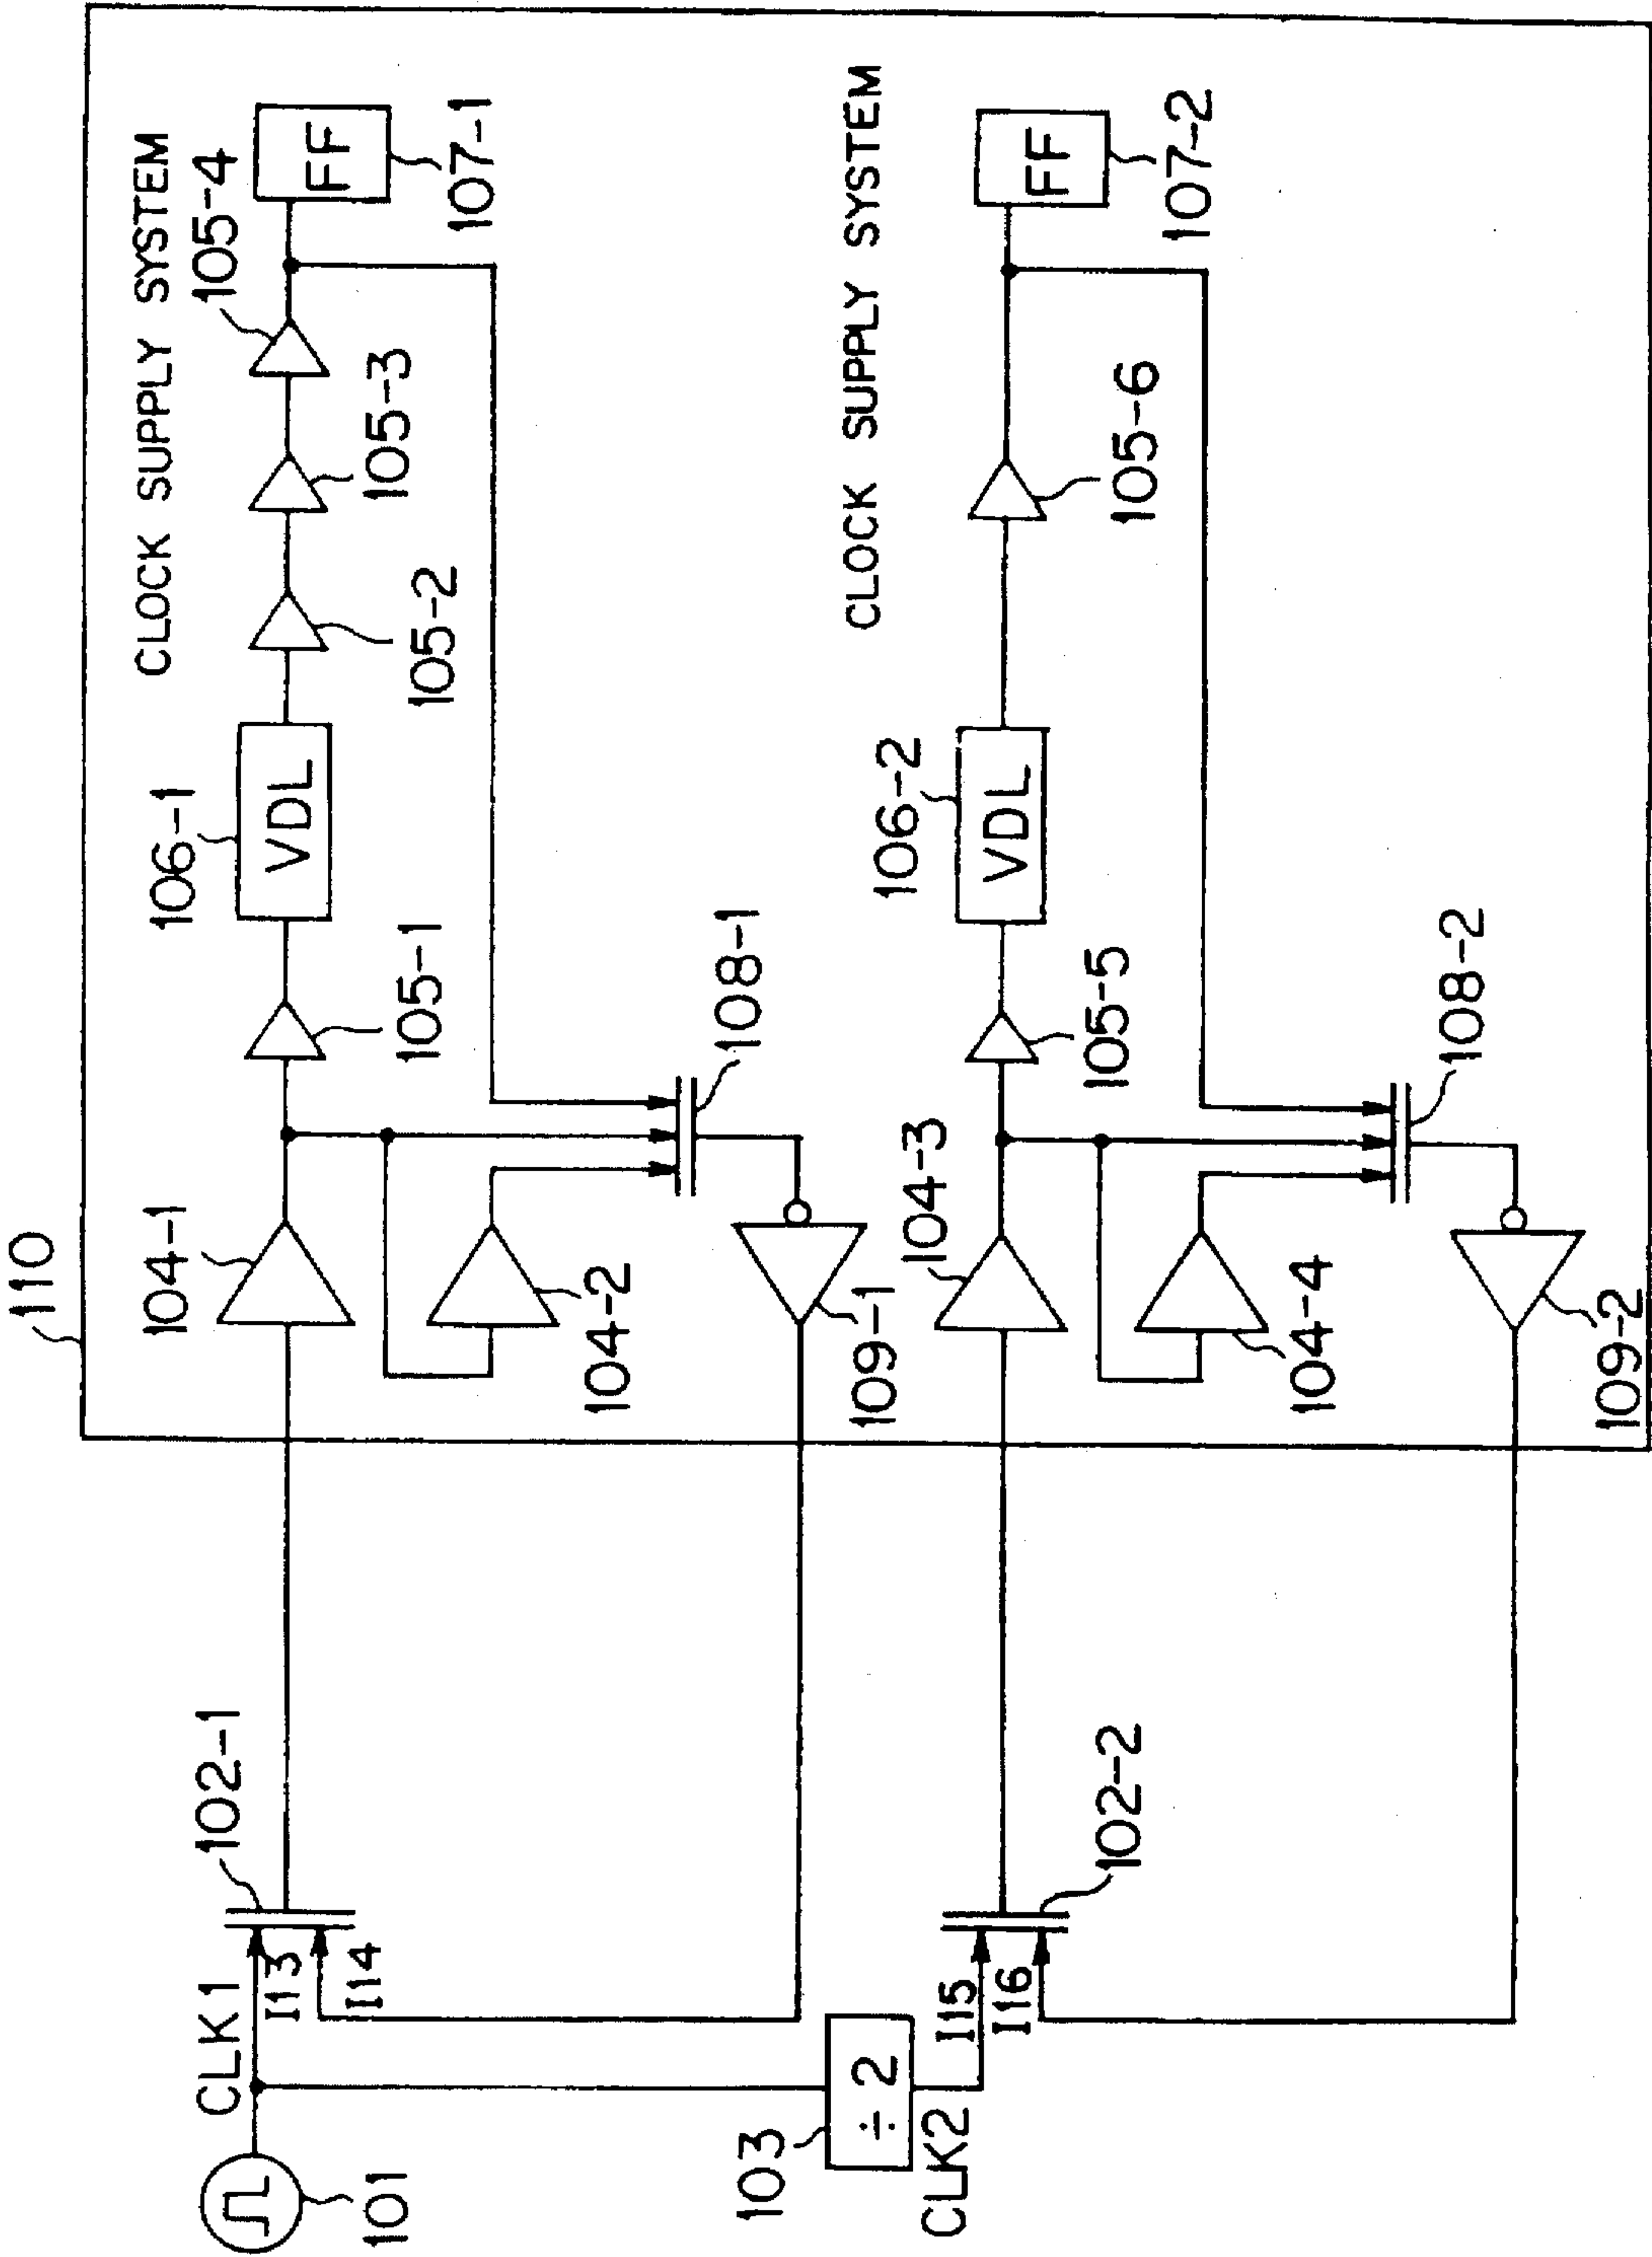 110
CLOCK SUPPLY SYSTEM
101
CLK1
I13
I14
102-1
104-1
105-1
106-1
VDL
105-2
105-3
105-4
FF
107-1
104-2
108-1
109-1
CLOCK SUPPLY SYSTEM
103
÷ 2
CLK2
I15
I16
102-2
104-3
105-5
106-2
VDL
105-6
FF
107-2
104-4
108-2
109-2